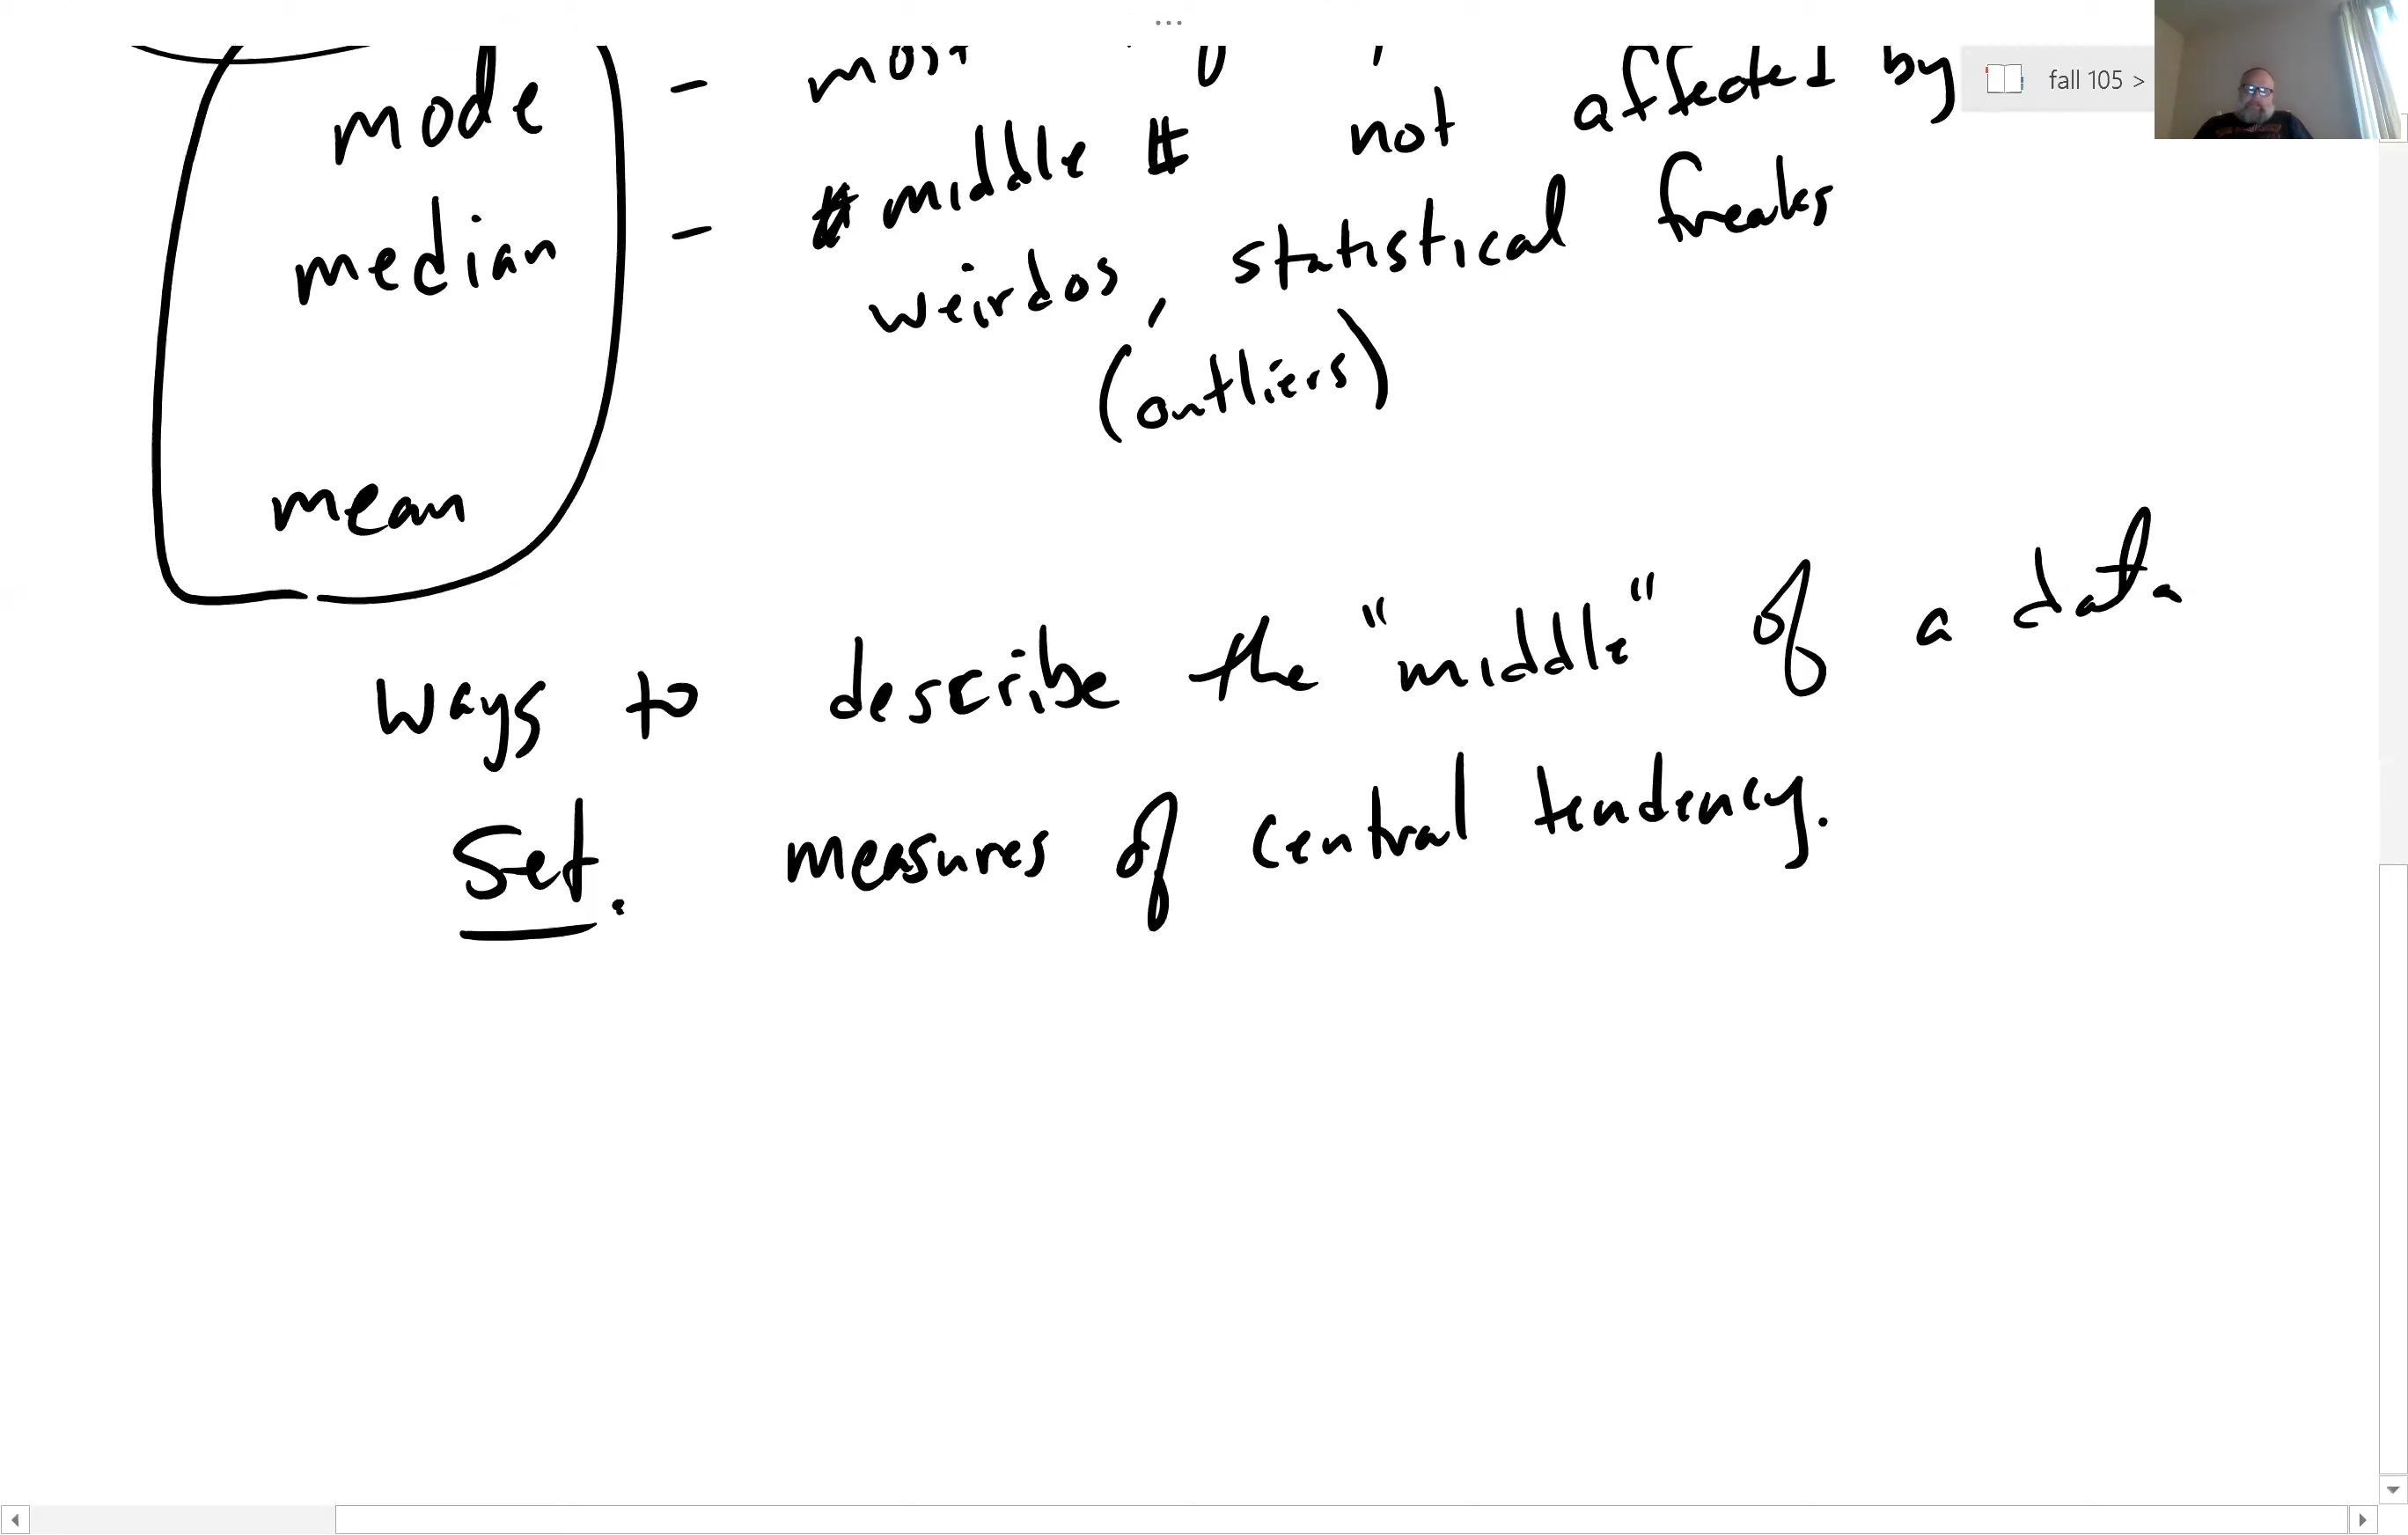 mode - most
# middle # not affected by
fall 105 >
median - weirdos, statistical freaks
(outliers)
mean
ways to describe the "middle" of a data
set. measures of central tendency.